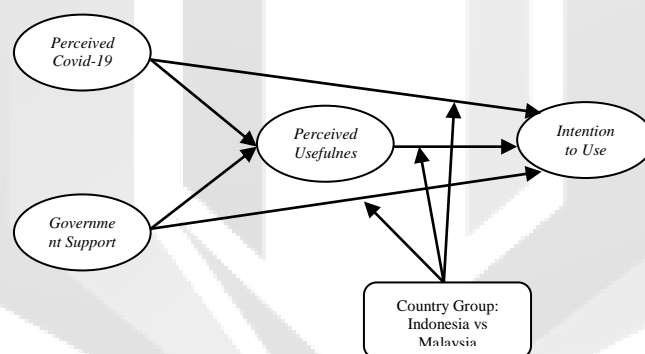 Perceived
Covid-19
Perceived
Usefulnes
Intention
to Use
Governme
nt Support
Country Group:
Indonesia vs
Malaysia